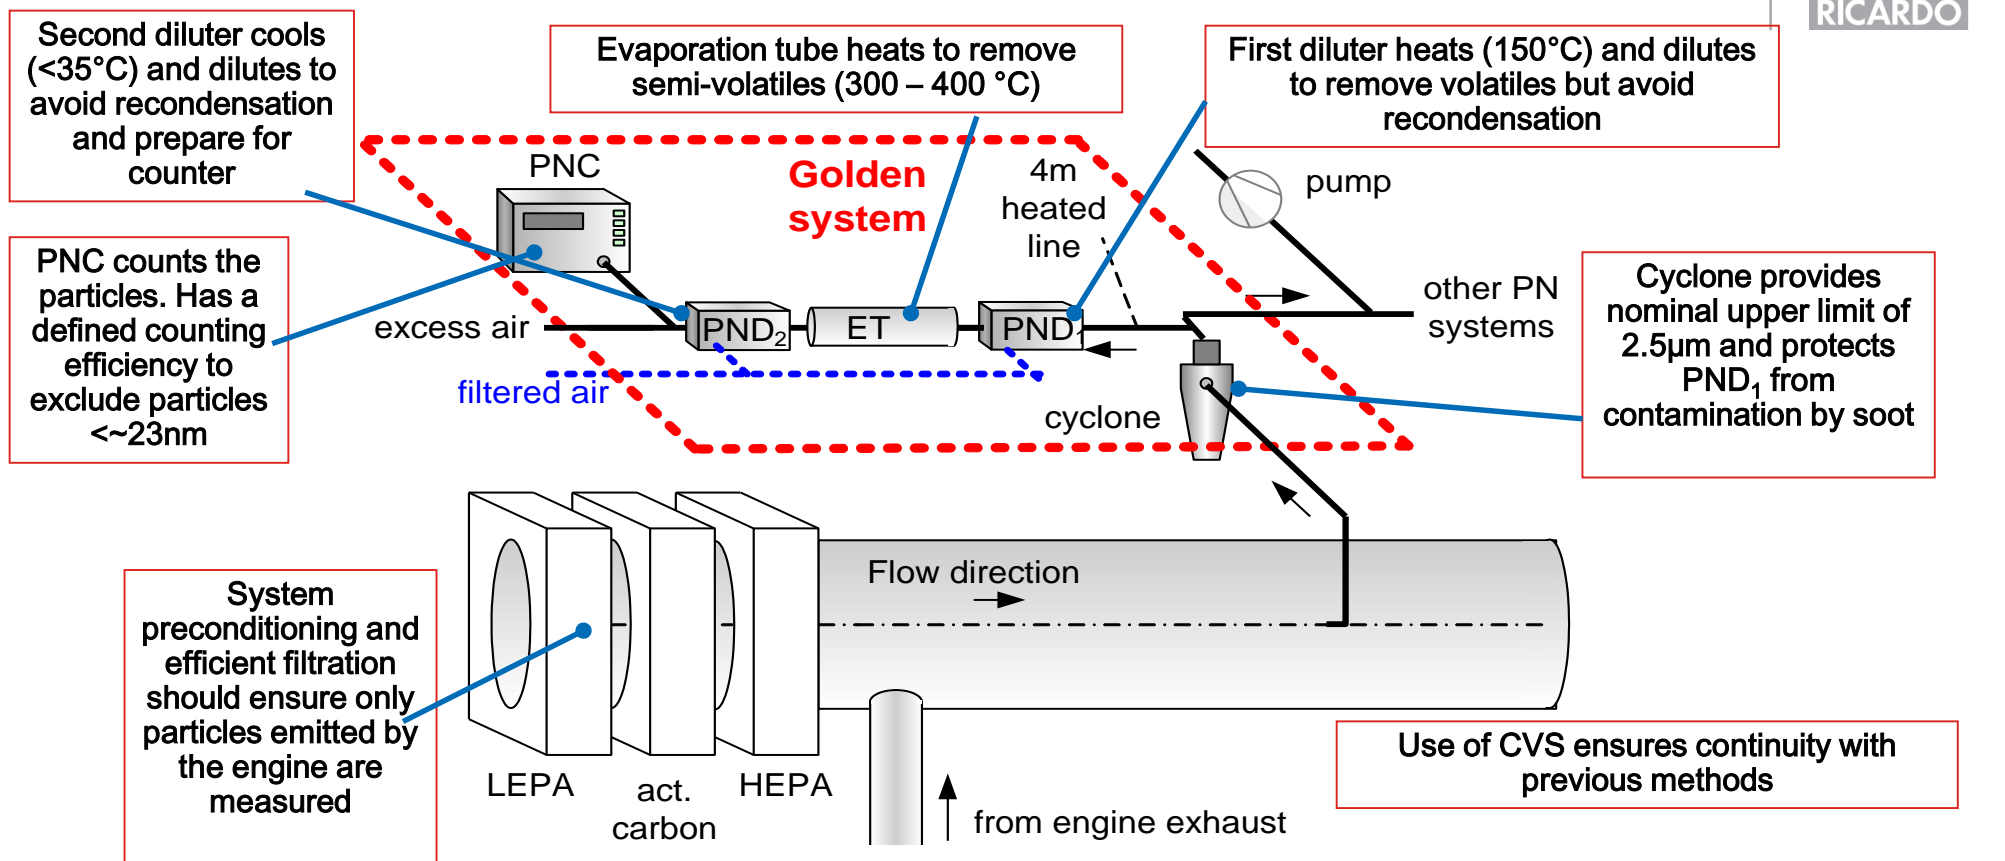 RICARDO
Second diluter cools
(<35°C) and dilutes to
avoid recondensation
and prepare for
counter
Evaporation tube heats to remove
semi-volatiles (300 – 400 °C)
First diluter heats (150°C) and dilutes
to remove volatiles but avoid
recondensation
PNC
Golden
system
4m
heated
line
pump
PNC counts the
particles. Has a
defined counting
efficiency to
exclude particles
<~23nm
excess air
PND₂
ET
PND₁
other PN
systems
Cyclone provides
nominal upper limit of
2.5µm and protects
PND₁ from
contamination by soot
filtered air
cyclone
Flow direction
System
preconditioning and
efficient filtration
should ensure only
particles emitted by
the engine are
measured
LEPA
act.
carbon
HEPA
from engine exhaust
Use of CVS ensures continuity with
previous methods